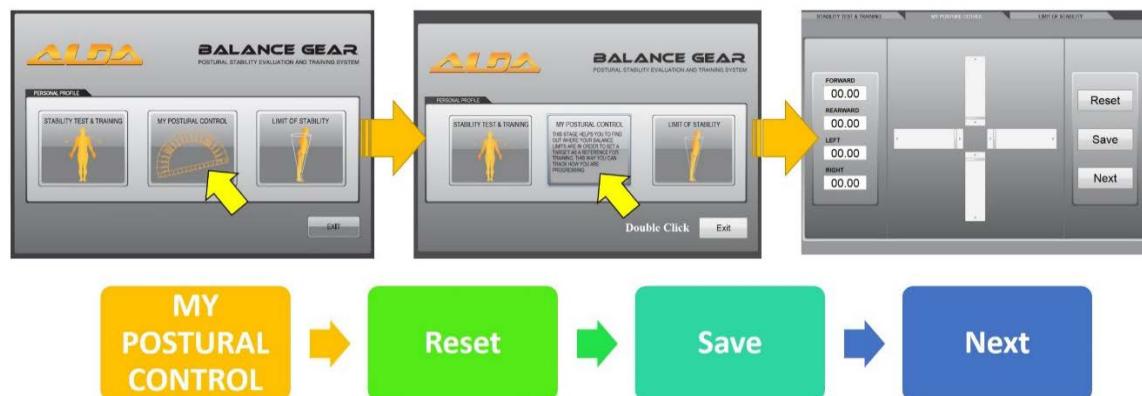 ALDA
BALANCE GEAR
POSTURAL STABILITY EVALUATION AND TRAINING SYSTEM
PERSONAL PROFILE
STABILITY TEST & TRAINING
MY POSTURAL CONTROL
LIMIT OF STABILITY
EXIT
ALDA
BALANCE GEAR
POSTURAL STABILITY EVALUATION AND TRAINING SYSTEM
PERSONAL PROFILE
STABILITY TEST & TRAINING
MY POSTURAL CONTROL
THIS STAGE HELPS YOU TO FIND
OUT WHERE YOUR BALANCE
LIMITS ARE IN ORDER TO SET A
TARGET AS A REFERENCE FOR
TRAINING. THIS WAY YOU CAN
TRACK HOW YOU ARE
PROGRESSING
LIMIT OF STABILITY
Double Click
Exit
STABILITY TEST & TRAINING
MY POSTURE COTROL
LIMIT OF STABILITY
FORWARD
00.00
REARWARD
00.00
LEFT
00.00
RIGHT
00.00
Reset
Save
Next
MY
POSTURAL
CONTROL
Reset
Save
Next